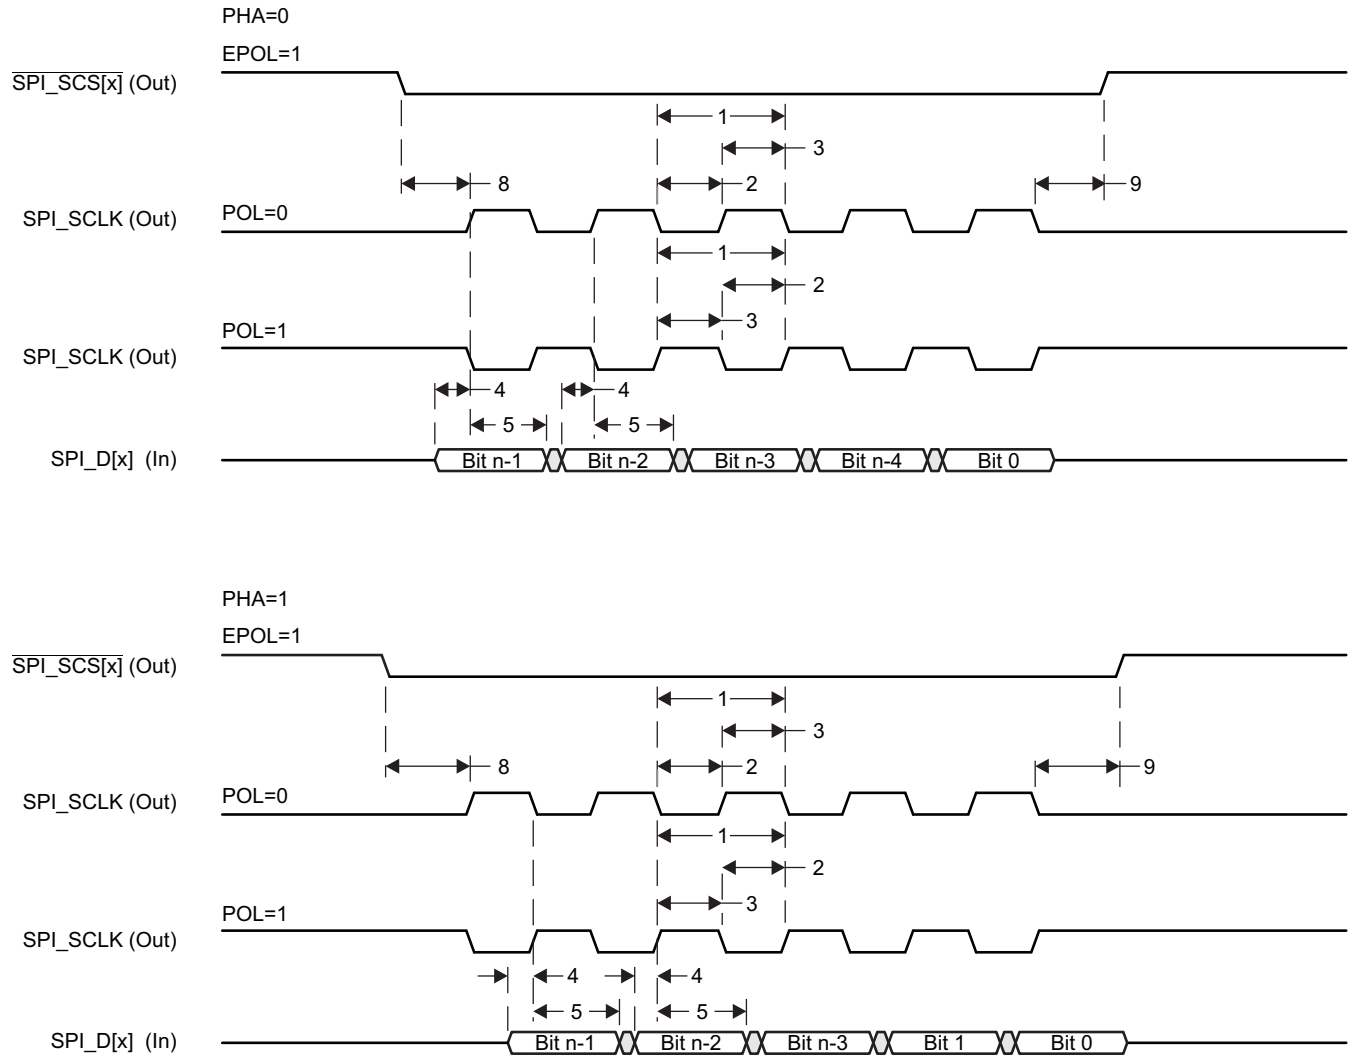 PHA=0
EPOL=1
SPI_SCS[x] (Out)
1
3
8
2
9
SPI_SCLK (Out)
POL=0
1
2
3
POL=1
SPI_SCLK (Out)
4
4
5
5
SPI_D[x] (In)
Bit n-1
Bit n-2
Bit n-3
Bit n-4
Bit 0
PHA=1
EPOL=1
SPI_SCS[x] (Out)
1
3
8
2
9
SPI_SCLK (Out)
POL=0
1
2
3
POL=1
SPI_SCLK (Out)
4
4
5
5
SPI_D[x] (In)
Bit n-1
Bit n-2
Bit n-3
Bit 1
Bit 0